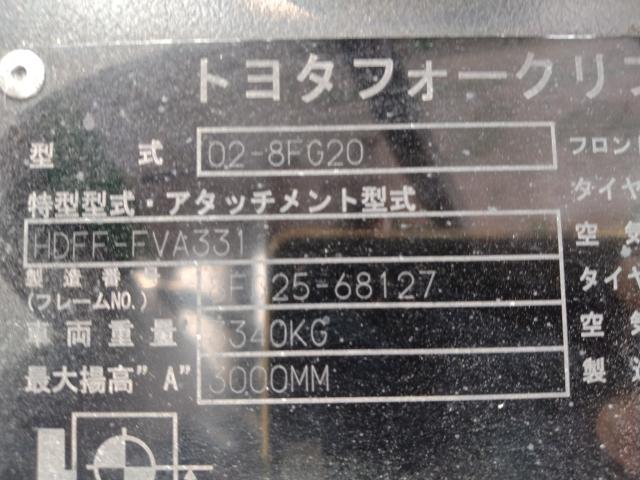 トヨタフォークリフ
型式 02-8FG20 フロン
タイヤ
特型型式・アタッチメント型式
HDFF-FVA331 空気
製造番号 25-68127 タイヤ
(フレームNO.)
車両重量 340KG 空気
最大揚高"A" 3000MM 製